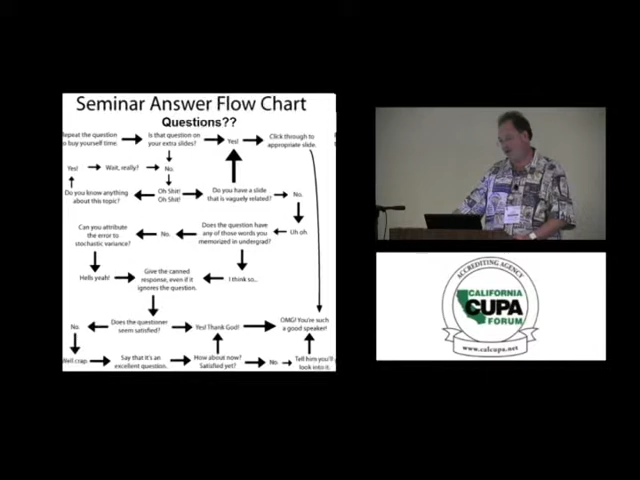 Seminar Answer Flow Chart
Questions??
Repeat the question
to buy yourself time.
Is that question on
your extra slides?
Yes!
Click through to
appropriate slide.
Yes!
Wait, really?
No.
Do you know anything
about this topic?
Oh Shit!
Oh Shit!
Do you have a slide
that is vaguely related?
No.
Can you attribute
the error to
stochastic variance?
No.
Does the question have
any of those words you
memorized in undergrad?
Uh oh
Hells yeah!
Give the canned
response, even if it
ignores the question.
I think so..
No.
Does the questioner
seem satisfied?
Yes! Thank God!
OMG! You're such
a good speaker!
Well crap.
Say that it's an
excellent question.
How about now?
Satisfied yet?
No.
Tell him you'll
look into it.
ACCREDITING AGENCY
CALIFORNIA
CUPA
FORUM
www.calcupa.net